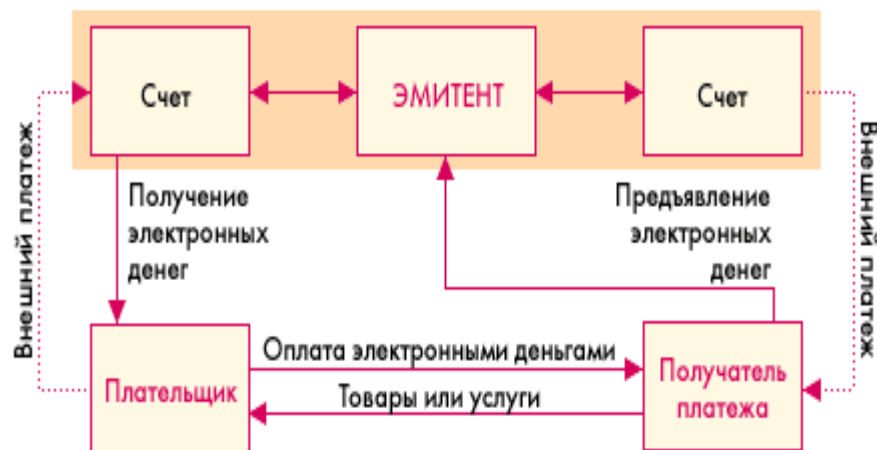 Счет
ЭМИТЕНТ
Счет
Внешний платеж
Получение
электронных
денег
Предъявление
электронных
денег
Внешний платеж
Плательщик
Оплата электронными деньгами
Товары или услуги
Получатель
платежа